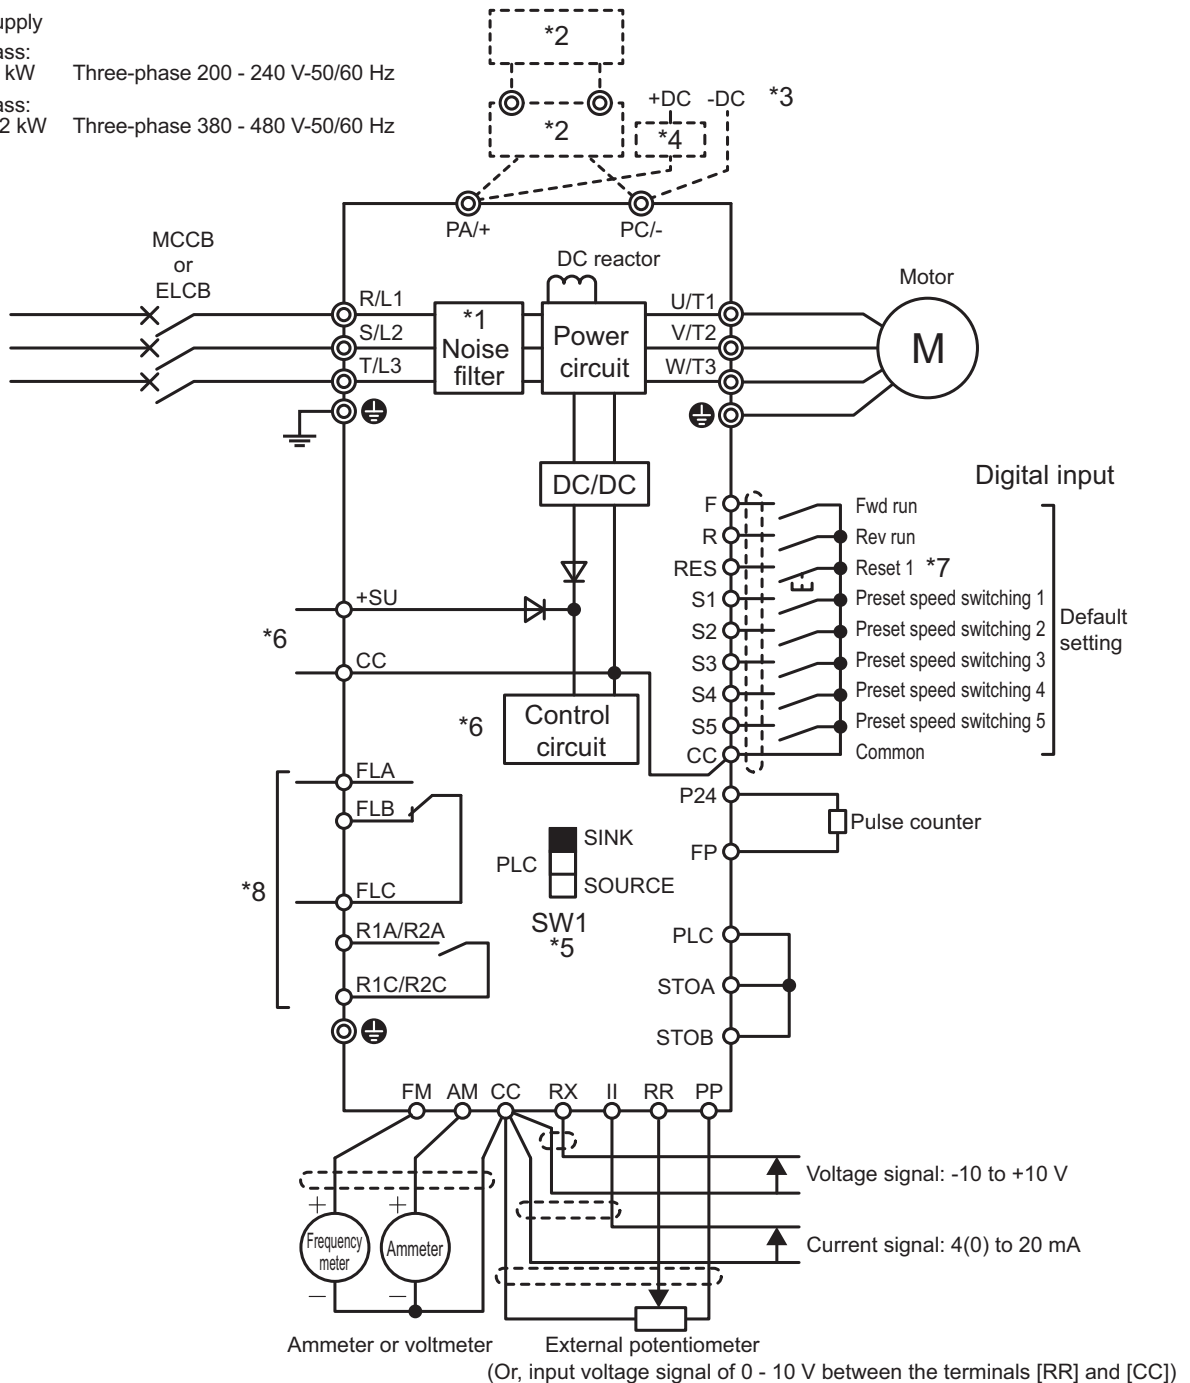 upply
ass:
kW Three-phase 200 - 240 V-50/60 Hz
ass:
2 kW Three-phase 380 - 480 V-50/60 Hz
*2
*2
+DC -DC *3
*4
PA/+ PC/-
DC reactor
MCCB
or
ELCB
Motor
R/L1
S/L2
T/L3
*1
Noise
filter
Power
circuit
U/T1
V/T2
W/T3
M
DC/DC
Digital input
F Fwd run
R Rev run
RES Reset 1 *7
S1 Preset speed switching 1
S2 Preset speed switching 2
S3 Preset speed switching 3
S4 Preset speed switching 4
S5 Preset speed switching 5
CC Common
Default
setting
+SU
*6
CC
*6
Control
circuit
FLA
FLB
FLC
*8
R1A/R2A
R1C/R2C
SINK
PLC
SOURCE
SW1
*5
P24
Pulse counter
FP
PLC
STOA
STOB
FM AM CC RX II RR PP
Voltage signal: -10 to +10 V
Current signal: 4(0) to 20 mA
+ +
Frequency
meter
Ammeter
– –
Ammeter or voltmeter
External potentiometer
(Or, input voltage signal of 0 - 10 V between the terminals [RR] and [CC])